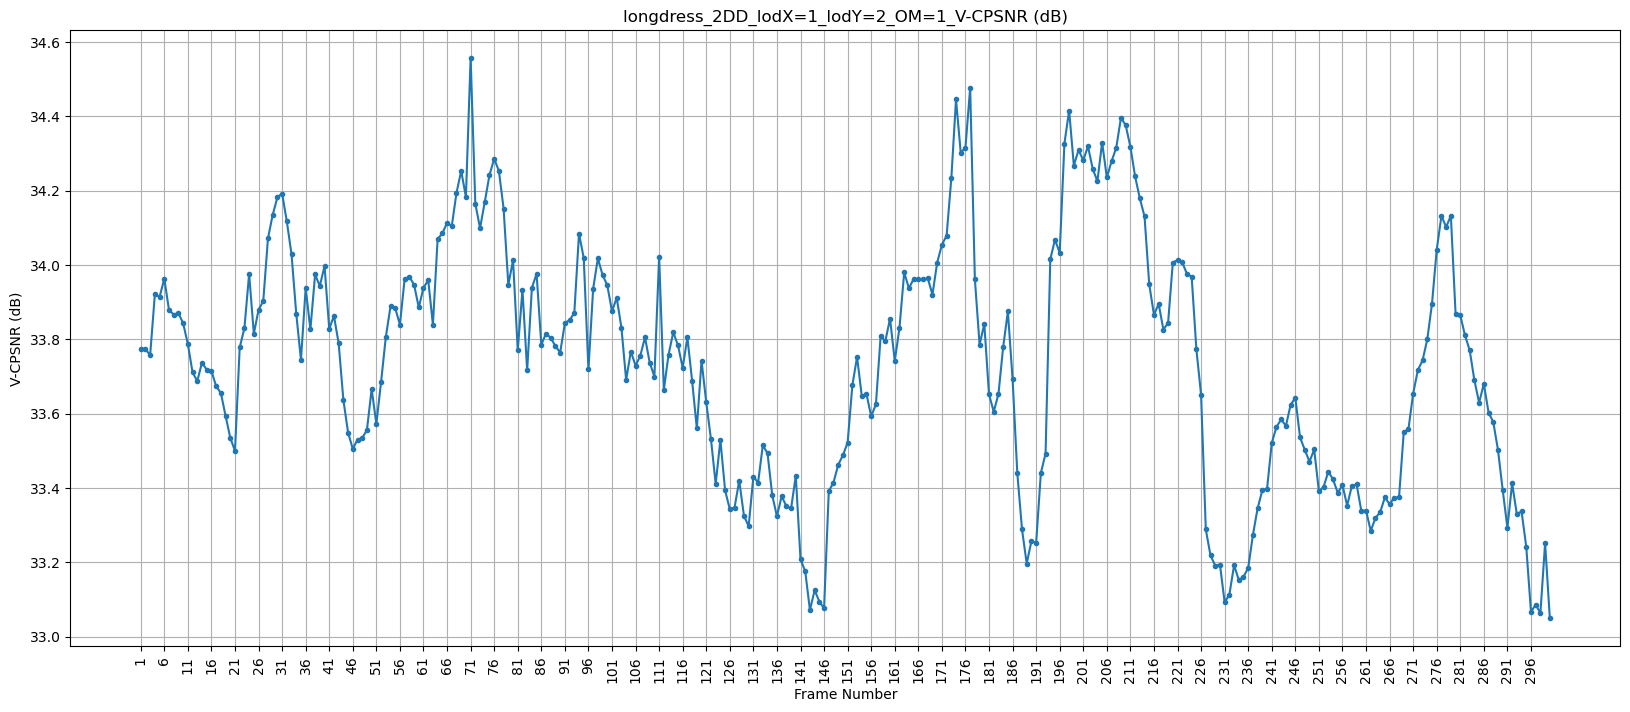 longdress_2DD_lodX=1_lodY=2_OM=1_V-CPSNR (dB)
V-CPSNR (dB)
34.6
34.4
34.2
34.0
33.8
33.6
33.4
33.2
33.0
1 6 11 16 21 26 31 36 41 46 51 56 61 66 71 76 81 86 91 96 101 106 111 116 121 126 131 136 141 146 151 156 161 166 171 176 181 186 191 196 201 206 211 216 221 226 231 236 241 246 251 256 261 266 271 276 281 286 291 296
Frame Number